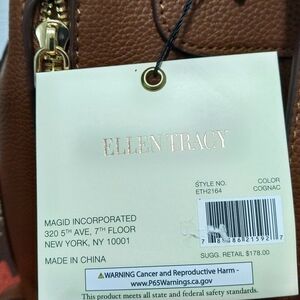 ELLEN TRACY
STYLE NO.
ETH2164
COLOR
COGNAC
MAGID INCORPORATED
320 5TH AVE, 7TH FLOOR
NEW YORK, NY 10001
MADE IN CHINA
SUGG. RETAIL $178.00
⚠WARNING Cancer and Reproductive Harm -
www.P65Warnings.ca.gov
This product meets all state and federal safety standards.